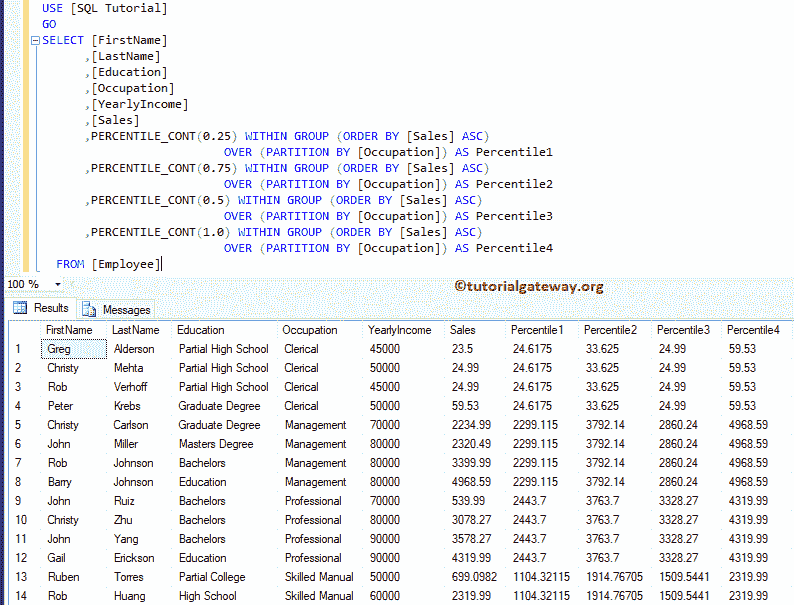 USE [SQL Tutorial]
GO
SELECT [FirstName]
,[LastName]
,[Education]
,[Occupation]
,[YearlyIncome]
,[Sales]
,PERCENTILE_CONT(0.25) WITHIN GROUP (ORDER BY [Sales] ASC)
OVER (PARTITION BY [Occupation]) AS Percentile1
,PERCENTILE_CONT(0.75) WITHIN GROUP (ORDER BY [Sales] ASC)
OVER (PARTITION BY [Occupation]) AS Percentile2
,PERCENTILE_CONT(0.5) WITHIN GROUP (ORDER BY [Sales] ASC)
OVER (PARTITION BY [Occupation]) AS Percentile3
,PERCENTILE_CONT(1.0) WITHIN GROUP (ORDER BY [Sales] ASC)
OVER (PARTITION BY [Occupation]) AS Percentile4
FROM [Employee]
100 %
©tutorialgateway.org
Results Messages
FirstName LastName Education Occupation YearlyIncome Sales Percentile1 Percentile2 Percentile3 Percentile4
1 Greg Alderson Partial High School Clerical 45000 23.5 24.6175 33.625 24.99 59.53
2 Christy Mehta Partial High School Clerical 50000 24.99 24.6175 33.625 24.99 59.53
3 Rob Verhoff Partial High School Clerical 45000 24.99 24.6175 33.625 24.99 59.53
4 Peter Krebs Graduate Degree Clerical 50000 59.53 24.6175 33.625 24.99 59.53
5 Christy Carlson Graduate Degree Management 70000 2234.99 2299.115 3792.14 2860.24 4968.59
6 John Miller Masters Degree Management 80000 2320.49 2299.115 3792.14 2860.24 4968.59
7 Rob Johnson Bachelors Management 80000 3399.99 2299.115 3792.14 2860.24 4968.59
8 Barry Johnson Education Management 80000 4968.59 2299.115 3792.14 2860.24 4968.59
9 John Ruiz Bachelors Professional 70000 539.99 2443.7 3763.7 3328.27 4319.99
10 Christy Zhu Bachelors Professional 80000 3078.27 2443.7 3763.7 3328.27 4319.99
11 John Yang Bachelors Professional 90000 3578.27 2443.7 3763.7 3328.27 4319.99
12 Gail Erickson Education Professional 90000 4319.99 2443.7 3763.7 3328.27 4319.99
13 Ruben Torres Partial College Skilled Manual 50000 699.0982 1104.32115 1914.76705 1509.5441 2319.99
14 Rob Huang High School Skilled Manual 60000 2319.99 1104.32115 1914.76705 1509.5441 2319.99